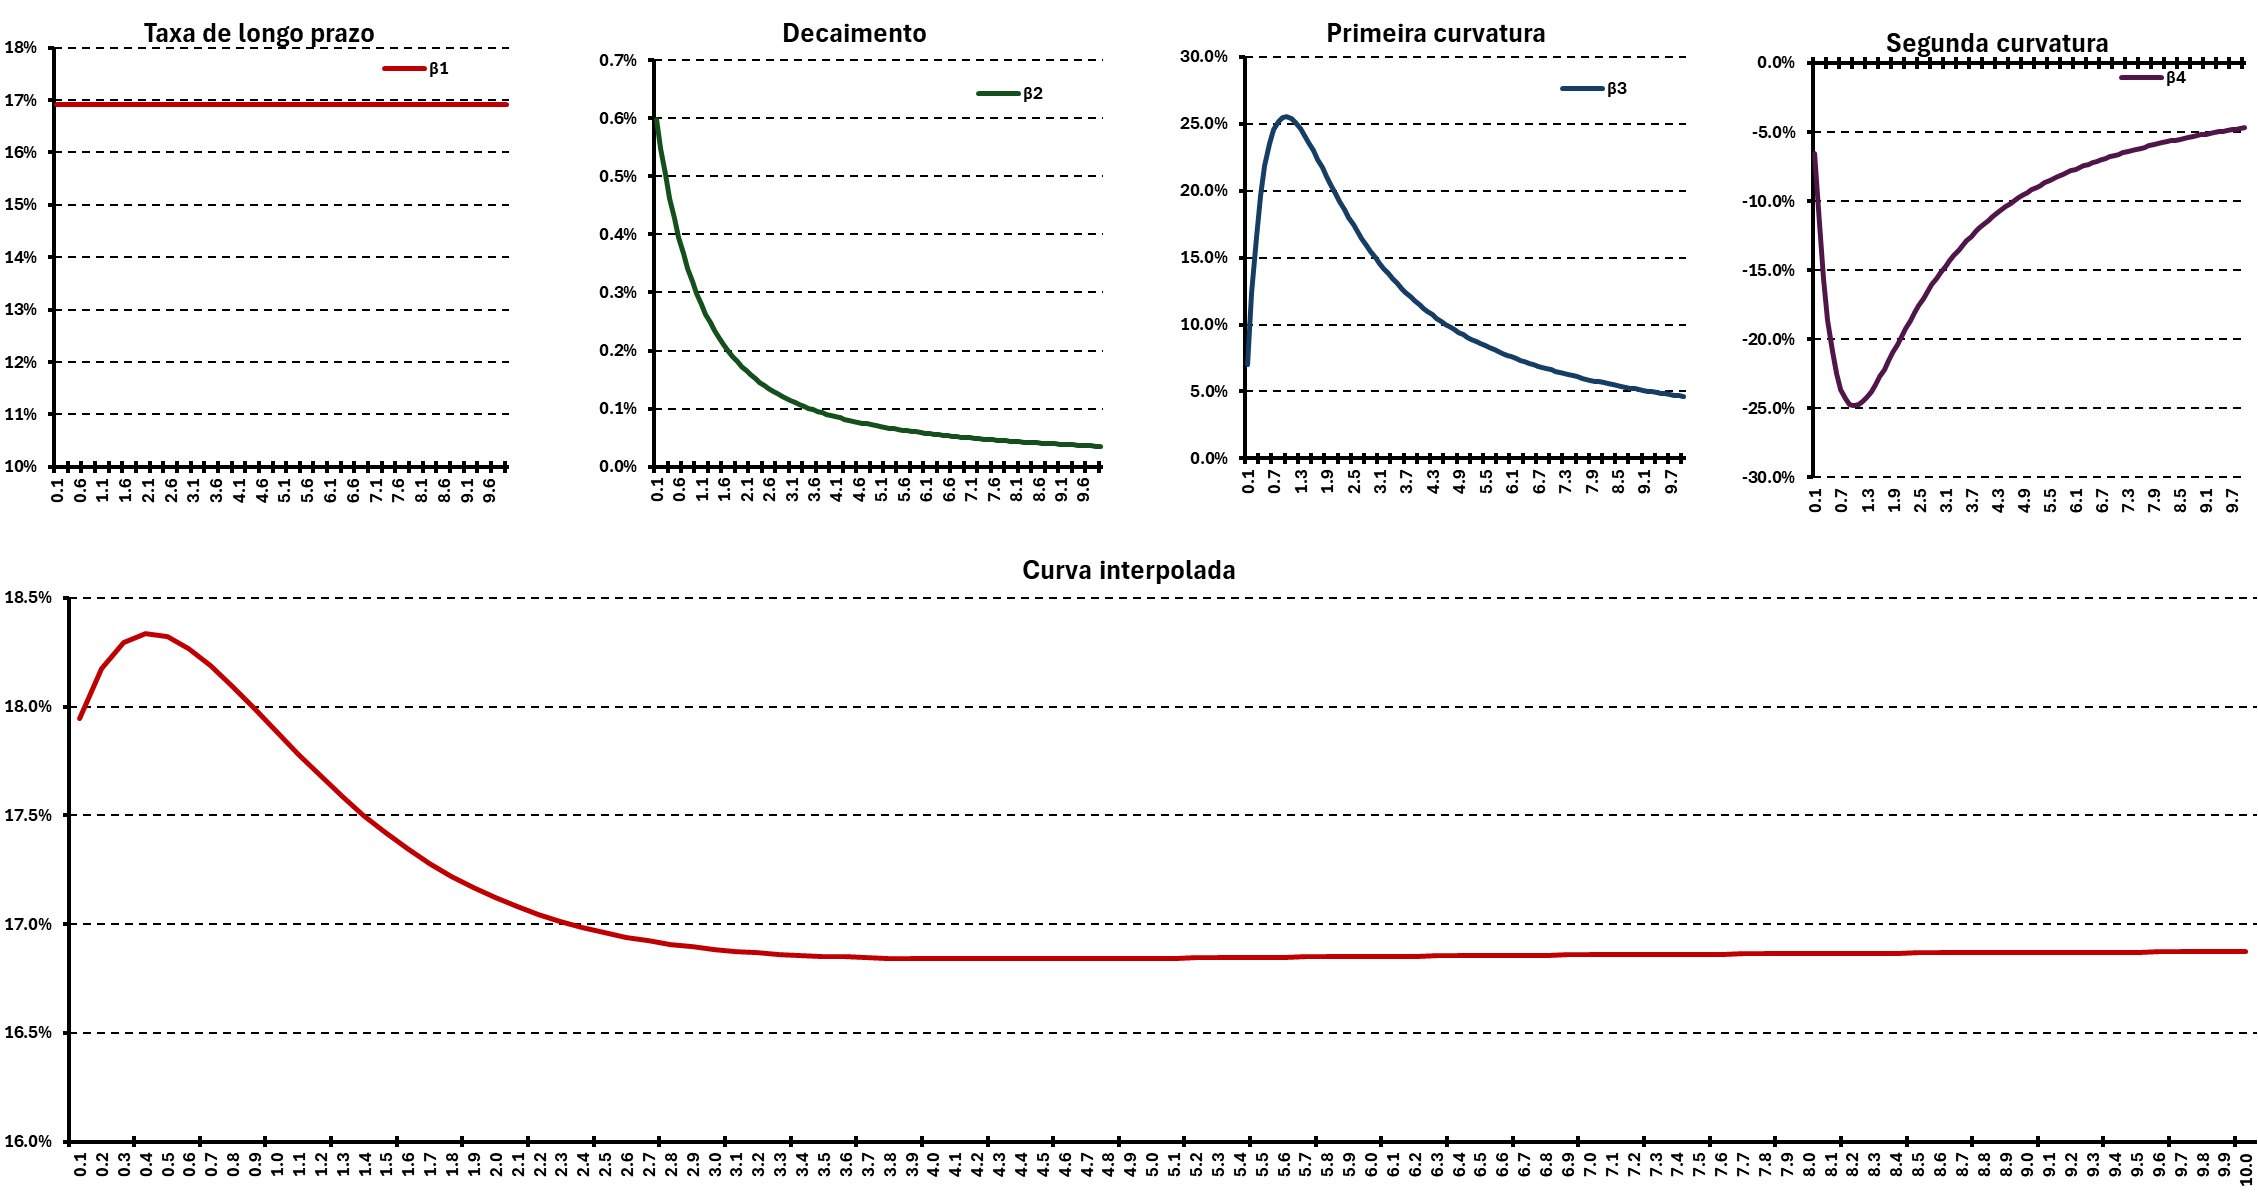 Taxa de longo prazo
β1
18%
17%
16%
15%
14%
13%
12%
11%
10%
0.1 0.6 1.1 1.6 2.1 2.6 3.1 3.6 4.1 4.6 5.1 5.6 6.1 6.6 7.1 7.6 8.1 8.6 9.1 9.6
Decaimento
β2
0.7%
0.6%
0.5%
0.4%
0.3%
0.2%
0.1%
0.0%
0.1 0.6 1.1 1.6 2.1 2.6 3.1 3.6 4.1 4.6 5.1 5.6 6.1 6.6 7.1 7.6 8.1 8.6 9.1 9.6
Primeira curvatura
β3
30.0%
25.0%
20.0%
15.0%
10.0%
5.0%
0.0%
0.1 0.7 1.3 1.9 2.5 3.1 3.7 4.3 4.9 5.5 6.1 6.7 7.3 7.9 8.5 9.1 9.7
Segunda curvatura
β4
0.0%
-5.0%
-10.0%
-15.0%
-20.0%
-25.0%
-30.0%
0.1 0.7 1.3 1.9 2.5 3.1 3.7 4.3 4.9 5.5 6.1 6.7 7.3 7.9 8.5 9.1 9.7
Curva interpolada
18.5%
18.0%
17.5%
17.0%
16.5%
16.0%
0.1 0.2 0.3 0.4 0.5 0.6 0.7 0.8 0.9 1.0 1.1 1.2 1.3 1.4 1.5 1.6 1.7 1.8 1.9 2.0 2.1 2.2 2.3 2.4 2.5 2.6 2.7 2.8 2.9 3.0 3.1 3.2 3.3 3.4 3.5 3.6 3.7 3.8 3.9 4.0 4.1 4.2 4.3 4.4 4.5 4.6 4.7 4.8 4.9 5.0 5.1 5.2 5.3 5.4 5.5 5.6 5.7 5.8 5.9 6.0 6.1 6.2 6.3 6.4 6.5 6.6 6.7 6.8 6.9 7.0 7.1 7.2 7.3 7.4 7.5 7.6 7.7 7.8 7.9 8.0 8.1 8.2 8.3 8.4 8.5 8.6 8.7 8.8 8.9 9.0 9.1 9.2 9.3 9.4 9.5 9.6 9.7 9.8 9.9 10.0